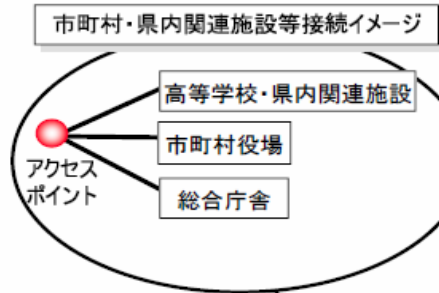 市町村・県内関連施設等接続イメージ
高等学校・県内関連施設
市町村役場
アクセス
ポイント
総合庁舎